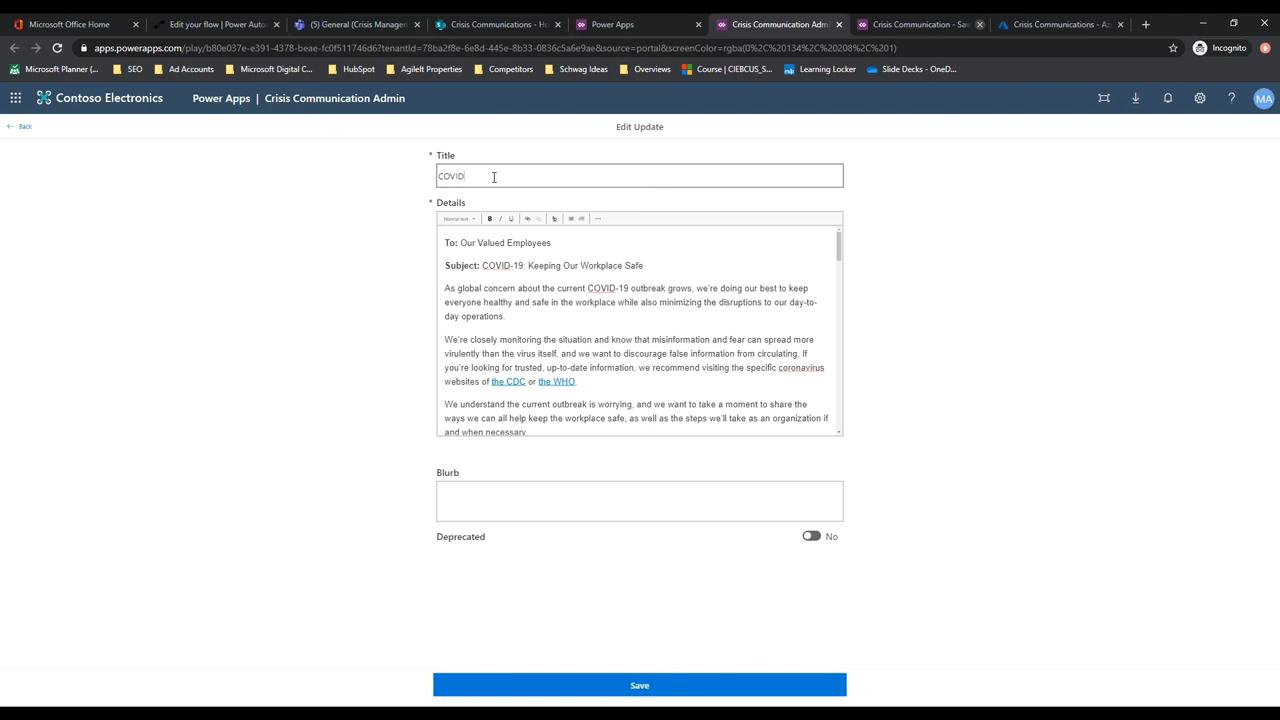 Microsoft Office Home
Edit your flow | Power Auto
(5) General (Crisis Managem
Crisis Communications - Hu
Power Apps
Crisis Communication Adm
Crisis Communication - Sav
Crisis Communications - Az
apps.powerapps.com/play/b80e037e-e391-4378-beae-fc0f511746d6?tenantId=78ba2f8e-6e8d-445e-8b33-0836c5a6e9ae&source=portal&screenColor=rgba(0%2C%20134%2C%20208%2C%201)
Incognito
Microsoft Planner (...
SEO
Ad Accounts
Microsoft Digital C...
HubSpot
AgileIt Properties
Competitors
Schwag Ideas
Overviews
Course | CIEBCUS_S...
Learning Locker
Slide Decks - OneD...
Contoso Electronics
Power Apps | Crisis Communication Admin
MA
Back
Edit Update
* Title
COVID
* Details
Normal text
B I U
To: Our Valued Employees
Subject: COVID-19: Keeping Our Workplace Safe
As global concern about the current COVID-19 outbreak grows, we're doing our best to keep
everyone healthy and safe in the workplace while also minimizing the disruptions to our day-to-
day operations.
We're closely monitoring the situation and know that misinformation and fear can spread more
virulently than the virus itself, and we want to discourage false information from circulating. If
you're looking for trusted, up-to-date information, we recommend visiting the specific coronavirus
websites of the CDC or the WHO.
We understand the current outbreak is worrying, and we want to take a moment to share the
ways we can all help keep the workplace safe, as well as the steps we'll take as an organization if
and when necessary.
Blurb
Deprecated
No
Save